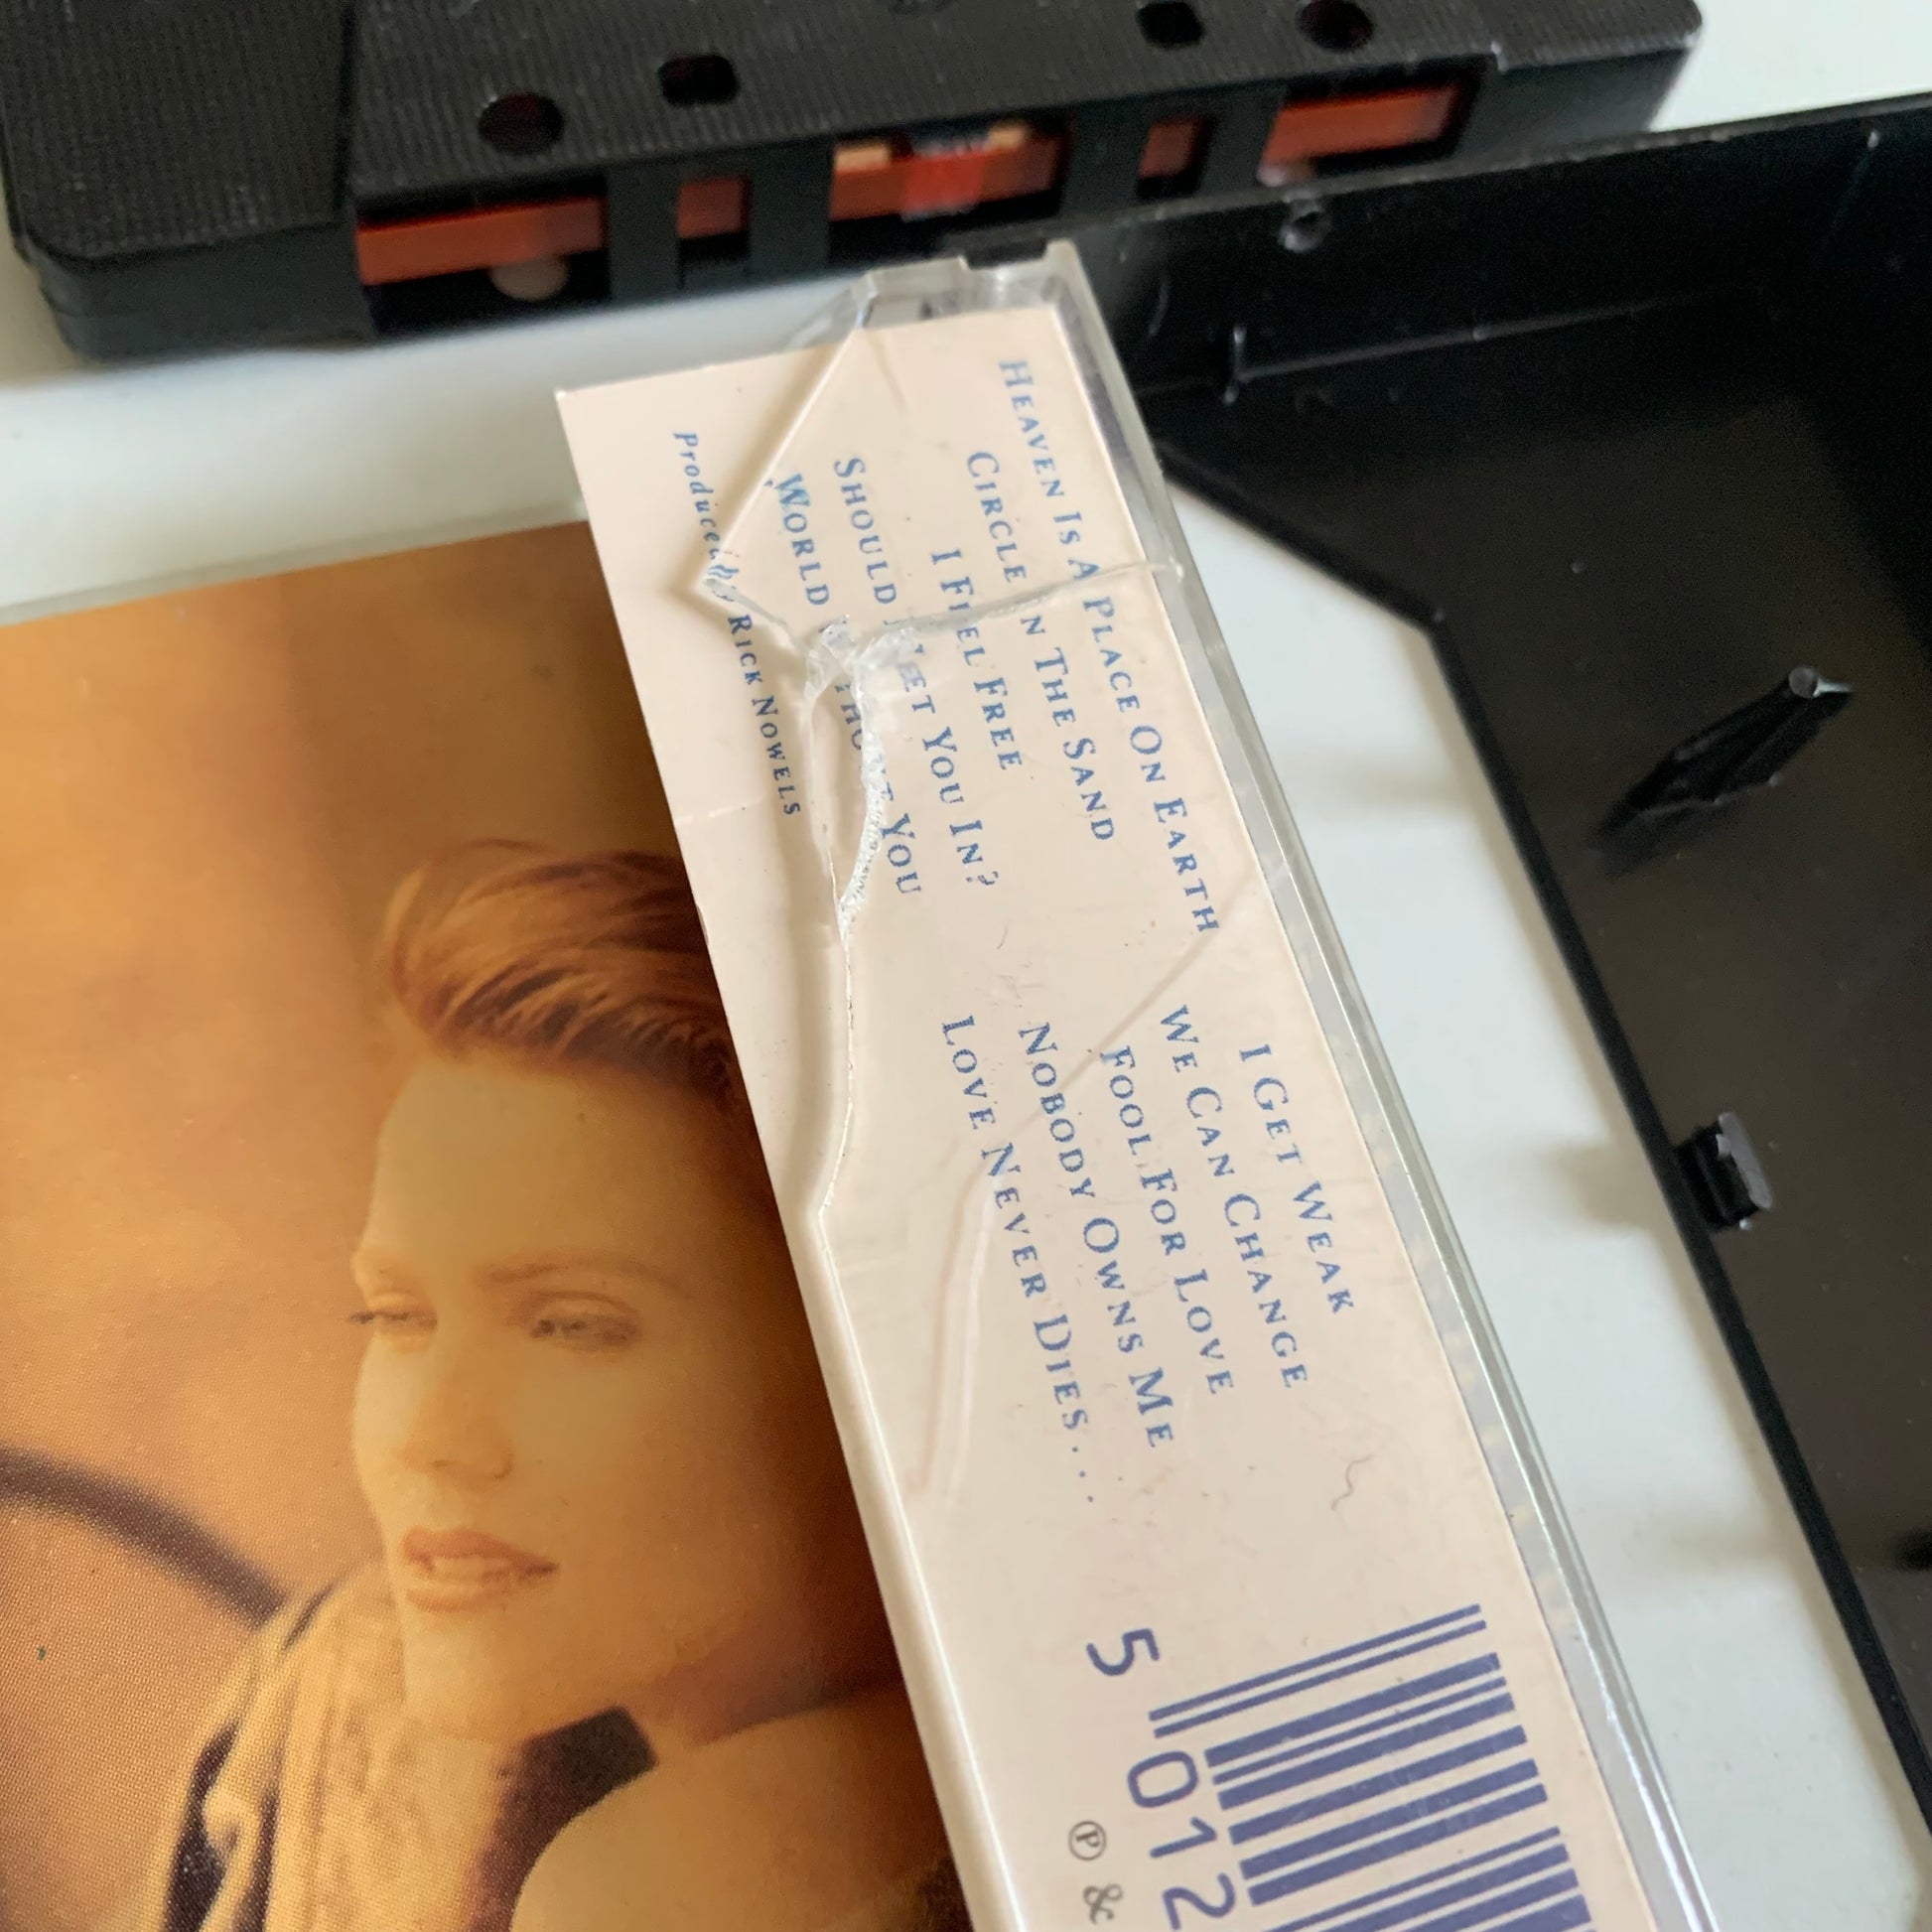 HEAVEN IS A PLACE ON EARTH
CIRCLE IN THE SAND
I FEEL FREE
SHOULD I LET YOU IN?
WORLD WITHOUT YOU
Produced by RICK NOWELS
I GET WEAK
WE CAN CHANGE
FOOL FOR LOVE
NOBODY OWNS ME
LOVE NEVER DIES...
5 012
℗ &